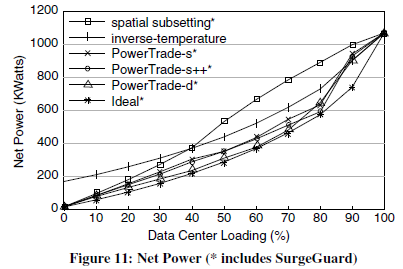 1200
1000
800
600
400
200
0
Net Power (KWatts)
spatial subsetting*
inverse-temperature
PowerTrade-s*
PowerTrade-s++*
PowerTrade-d*
Ideal*
0 10 20 30 40 50 60 70 80 90 100
Data Center Loading (%)
Figure 11: Net Power (* includes SurgeGuard)